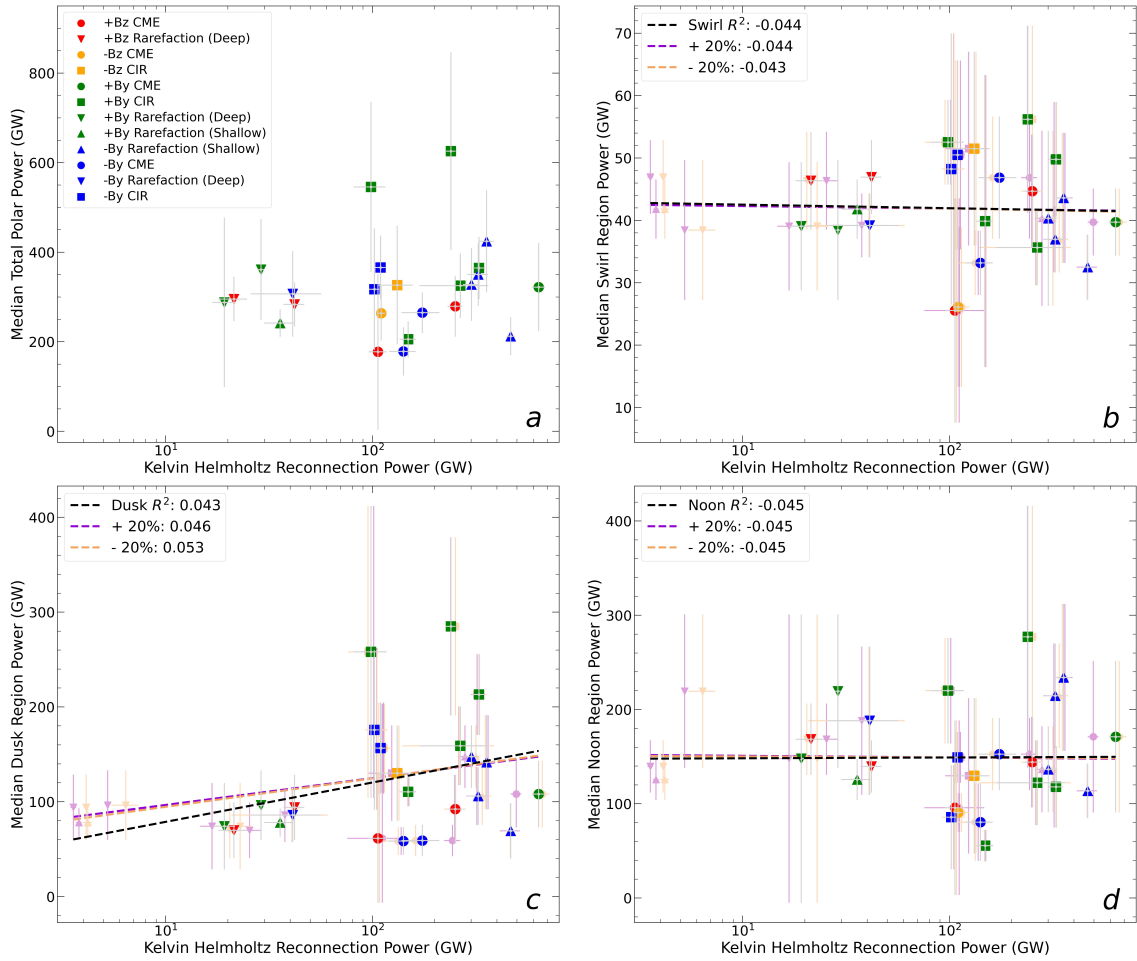 +Bz CME
+Bz Rarefaction (Deep)
-Bz CME
-Bz CIR
+By CME
+By CIR
+By Rarefaction (Deep)
+By Rarefaction (Shallow)
-By Rarefaction (Shallow)
-By CME
-By Rarefaction (Deep)
-By CIR
Median Total Polar Power (GW)
800
600
400
200
0
10¹
10²
Kelvin Helmholtz Reconnection Power (GW)
a
Swirl R²: -0.044
+ 20%: -0.044
- 20%: -0.043
Median Swirl Region Power (GW)
70
60
50
40
30
20
10
10¹
10²
Kelvin Helmholtz Reconnection Power (GW)
b
Dusk R²: 0.043
+ 20%: 0.046
- 20%: 0.053
Median Dusk Region Power (GW)
400
300
200
100
0
10¹
10²
Kelvin Helmholtz Reconnection Power (GW)
c
Noon R²: -0.045
+ 20%: -0.045
- 20%: -0.045
Median Noon Region Power (GW)
400
300
200
100
0
10¹
10²
Kelvin Helmholtz Reconnection Power (GW)
d